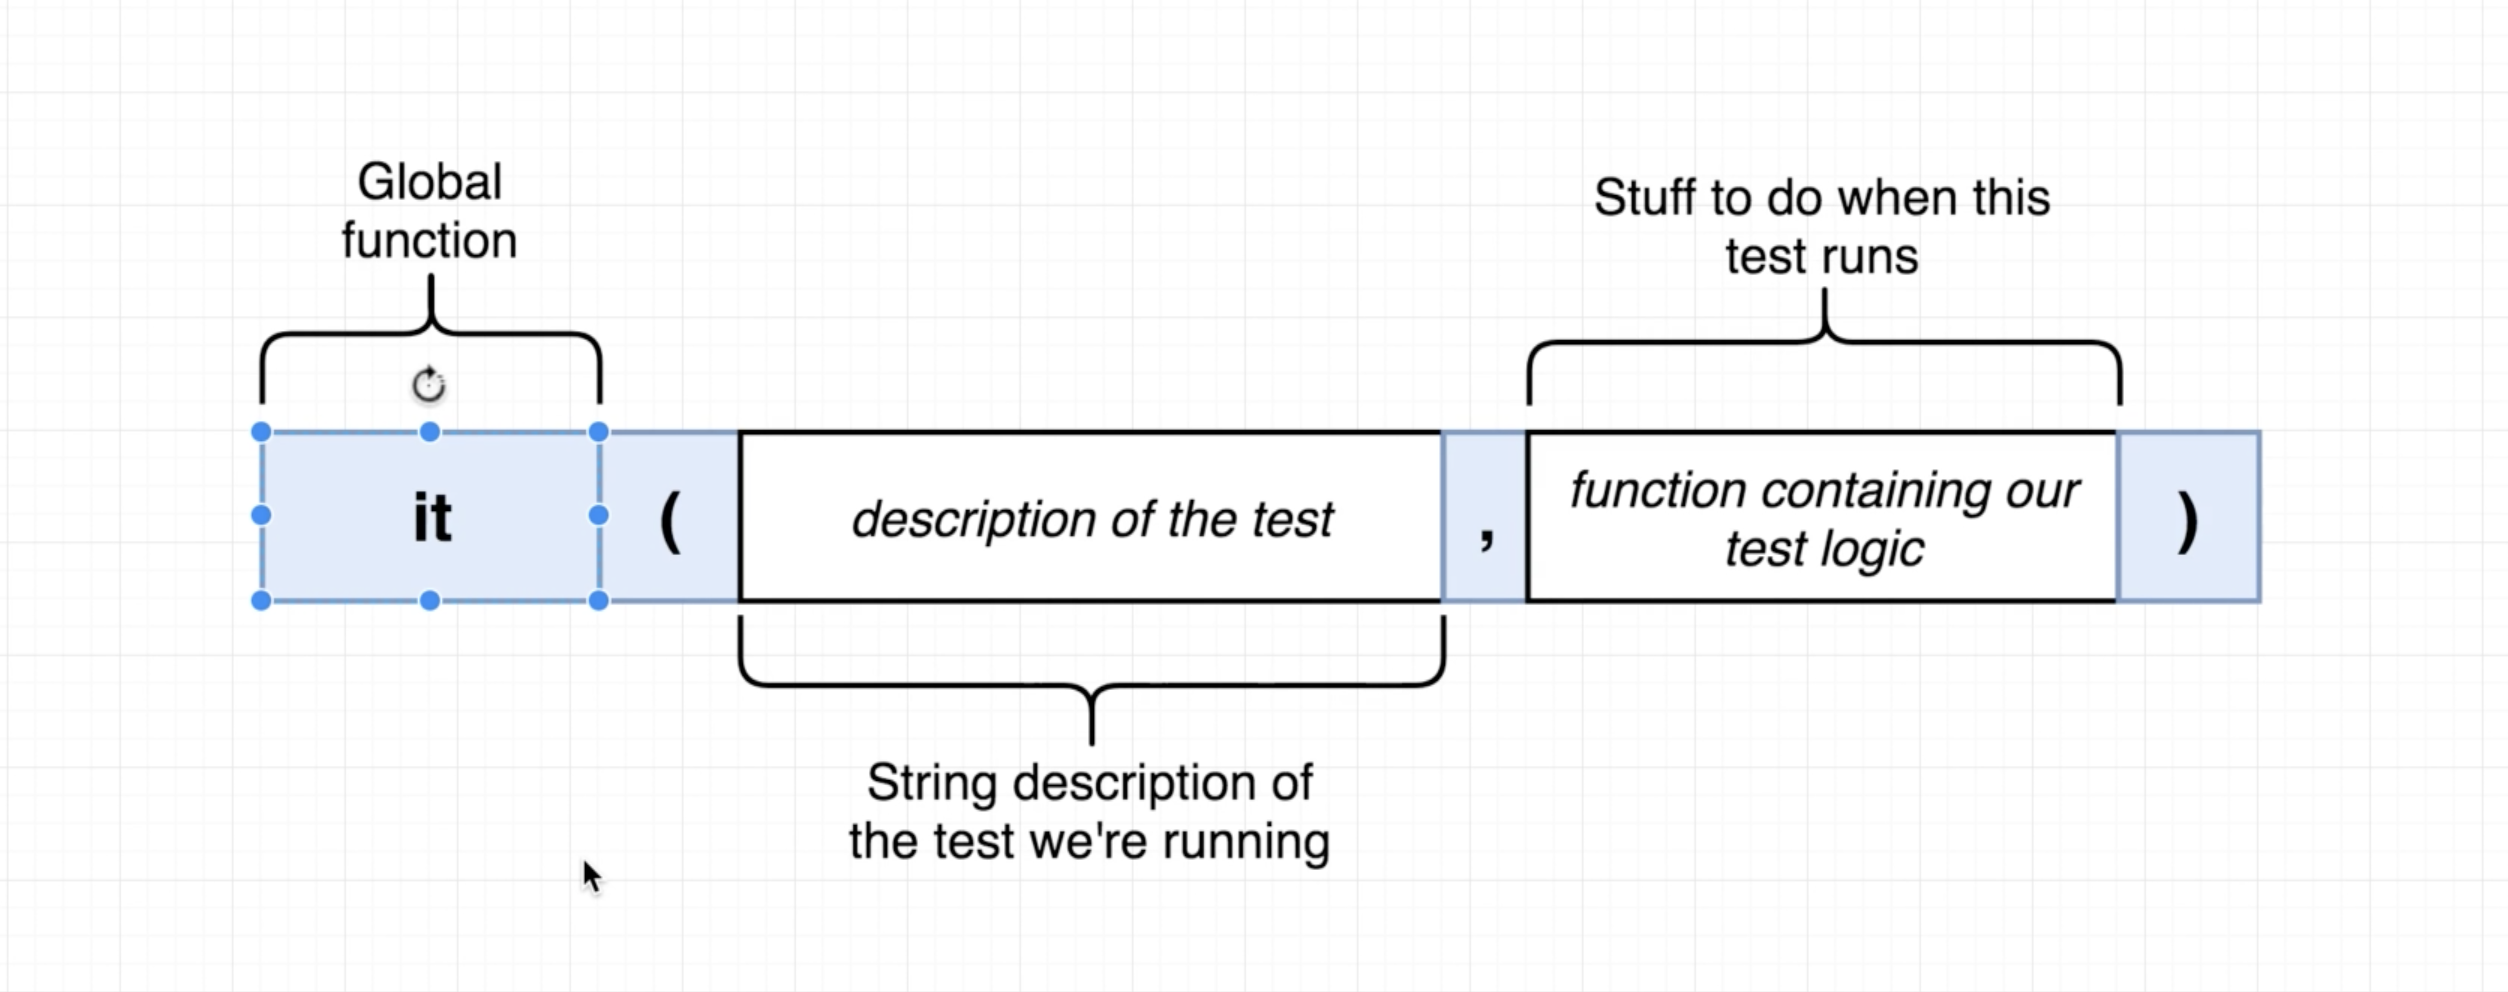 Global
function
Stuff to do when this
test runs
it ( description of the test , function containing our
test logic )
String description of
the test we're running